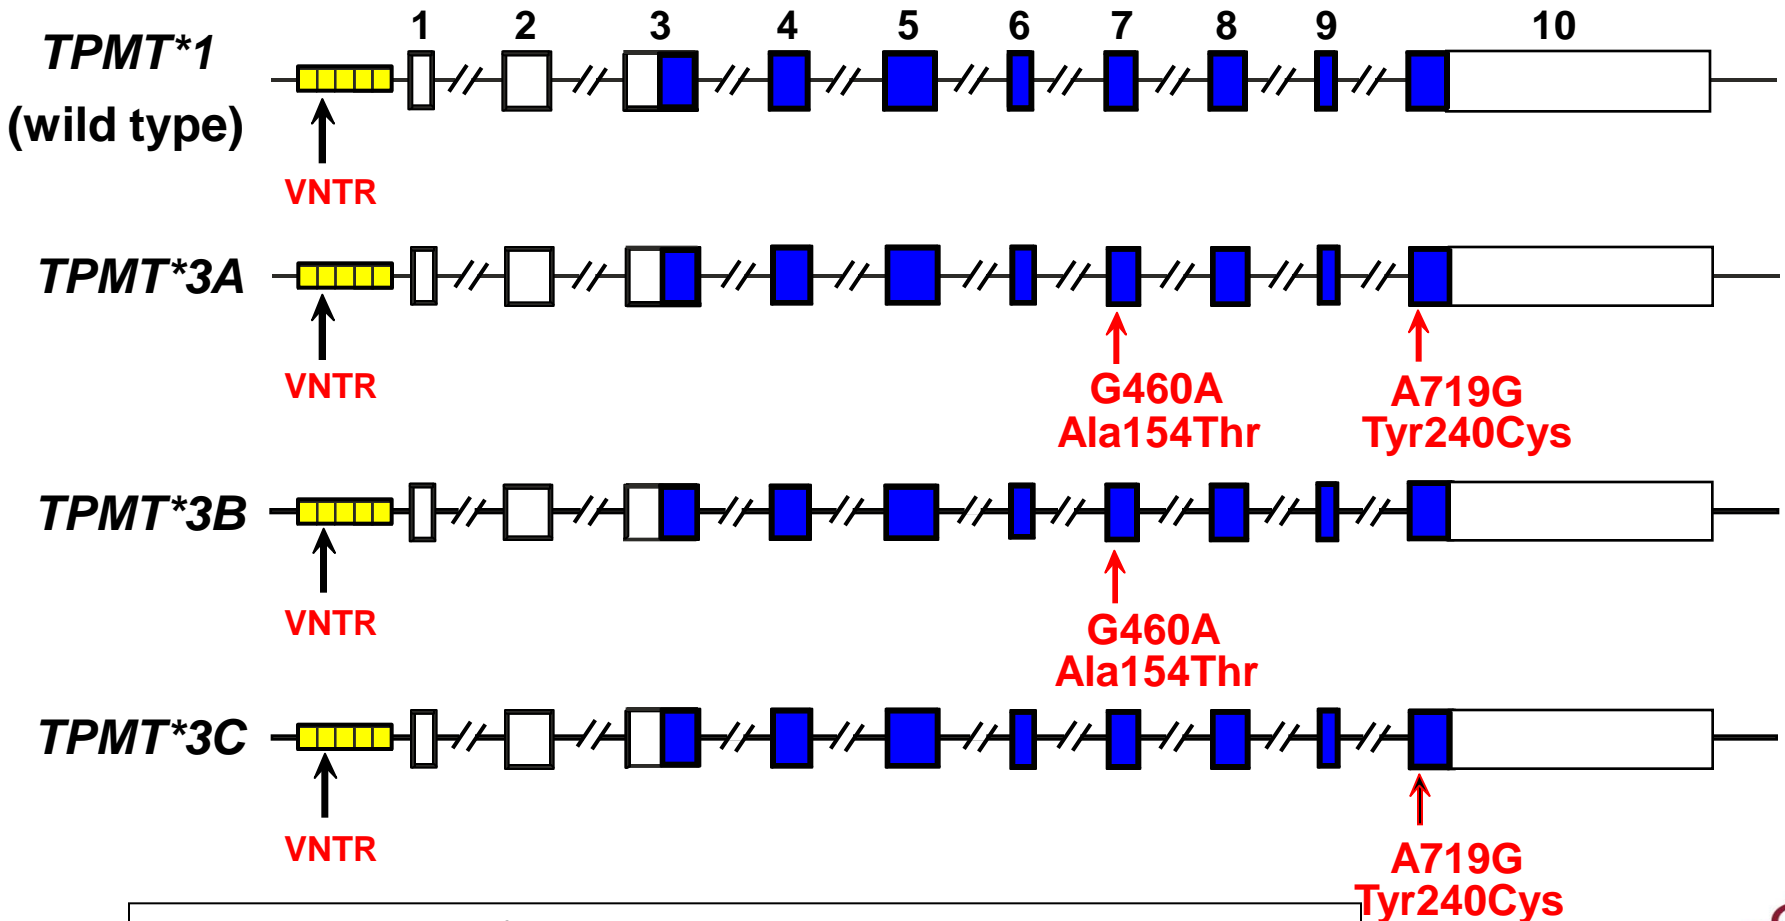 1 2 3 4 5 6 7 8 9 10
TPMT*1
(wild type)
VNTR
TPMT*3A
VNTR
G460A
Ala154Thr
A719G
Tyr240Cys
TPMT*3B
VNTR
G460A
Ala154Thr
TPMT*3C
VNTR
A719G
Tyr240Cys